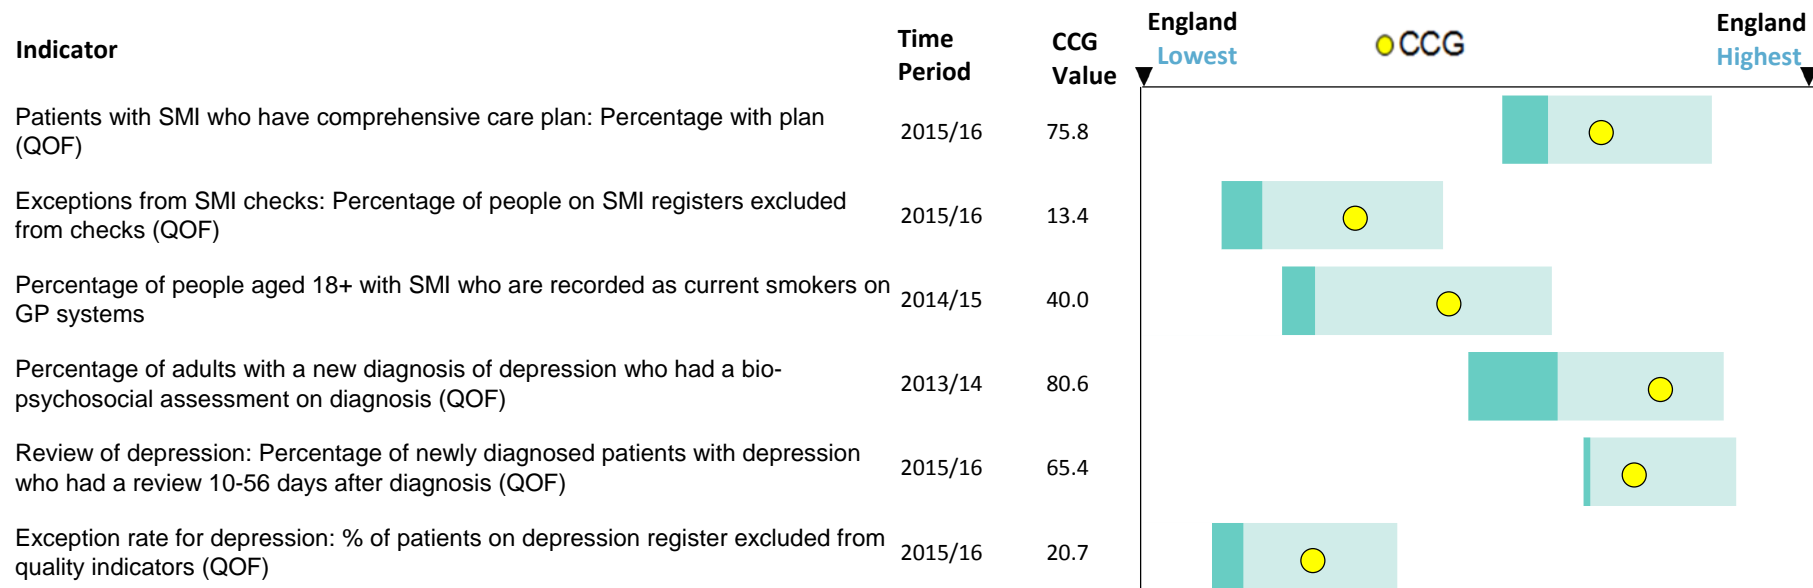 Indicator
Time
Period
CCG
Value
England
Lowest
CCG
England
Highest
Patients with SMI who have comprehensive care plan: Percentage with plan
(QOF)
2015/16
75.8
Exceptions from SMI checks: Percentage of people on SMI registers excluded
from checks (QOF)
2015/16
13.4
Percentage of people aged 18+ with SMI who are recorded as current smokers on
GP systems
2014/15
40.0
Percentage of adults with a new diagnosis of depression who had a bio-
psychosocial assessment on diagnosis (QOF)
2013/14
80.6
Review of depression: Percentage of newly diagnosed patients with depression
who had a review 10-56 days after diagnosis (QOF)
2015/16
65.4
Exception rate for depression: % of patients on depression register excluded from
quality indicators (QOF)
2015/16
20.7